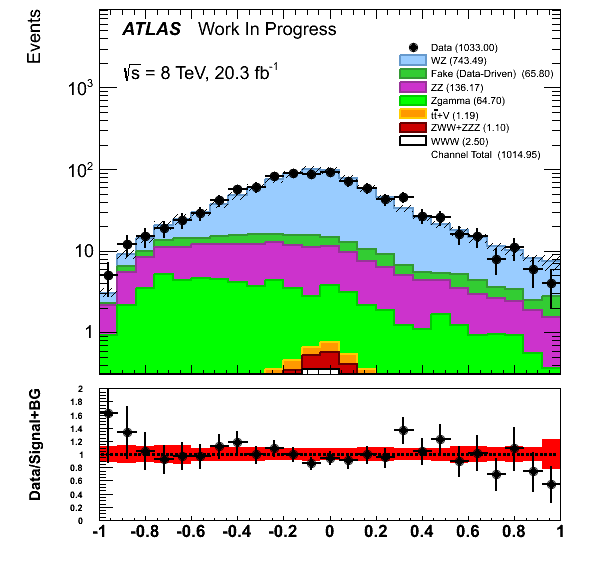 Events
ATLAS Work In Progress
√s = 8 TeV, 20.3 fb⁻¹
Data (1033.00)
WZ (743.49)
Fake (Data-Driven) (65.80)
ZZ (136.17)
Zgamma (64.70)
tt̄+V (1.19)
ZWW+ZZZ (1.10)
WWW (2.50)
Channel Total (1014.95)
10³
10²
10
1
Data/Signal+BG
2
1.8
1.6
1.4
1.2
1
0.8
0.6
0.4
0.2
0
-1 -0.8 -0.6 -0.4 -0.2 0 0.2 0.4 0.6 0.8 1